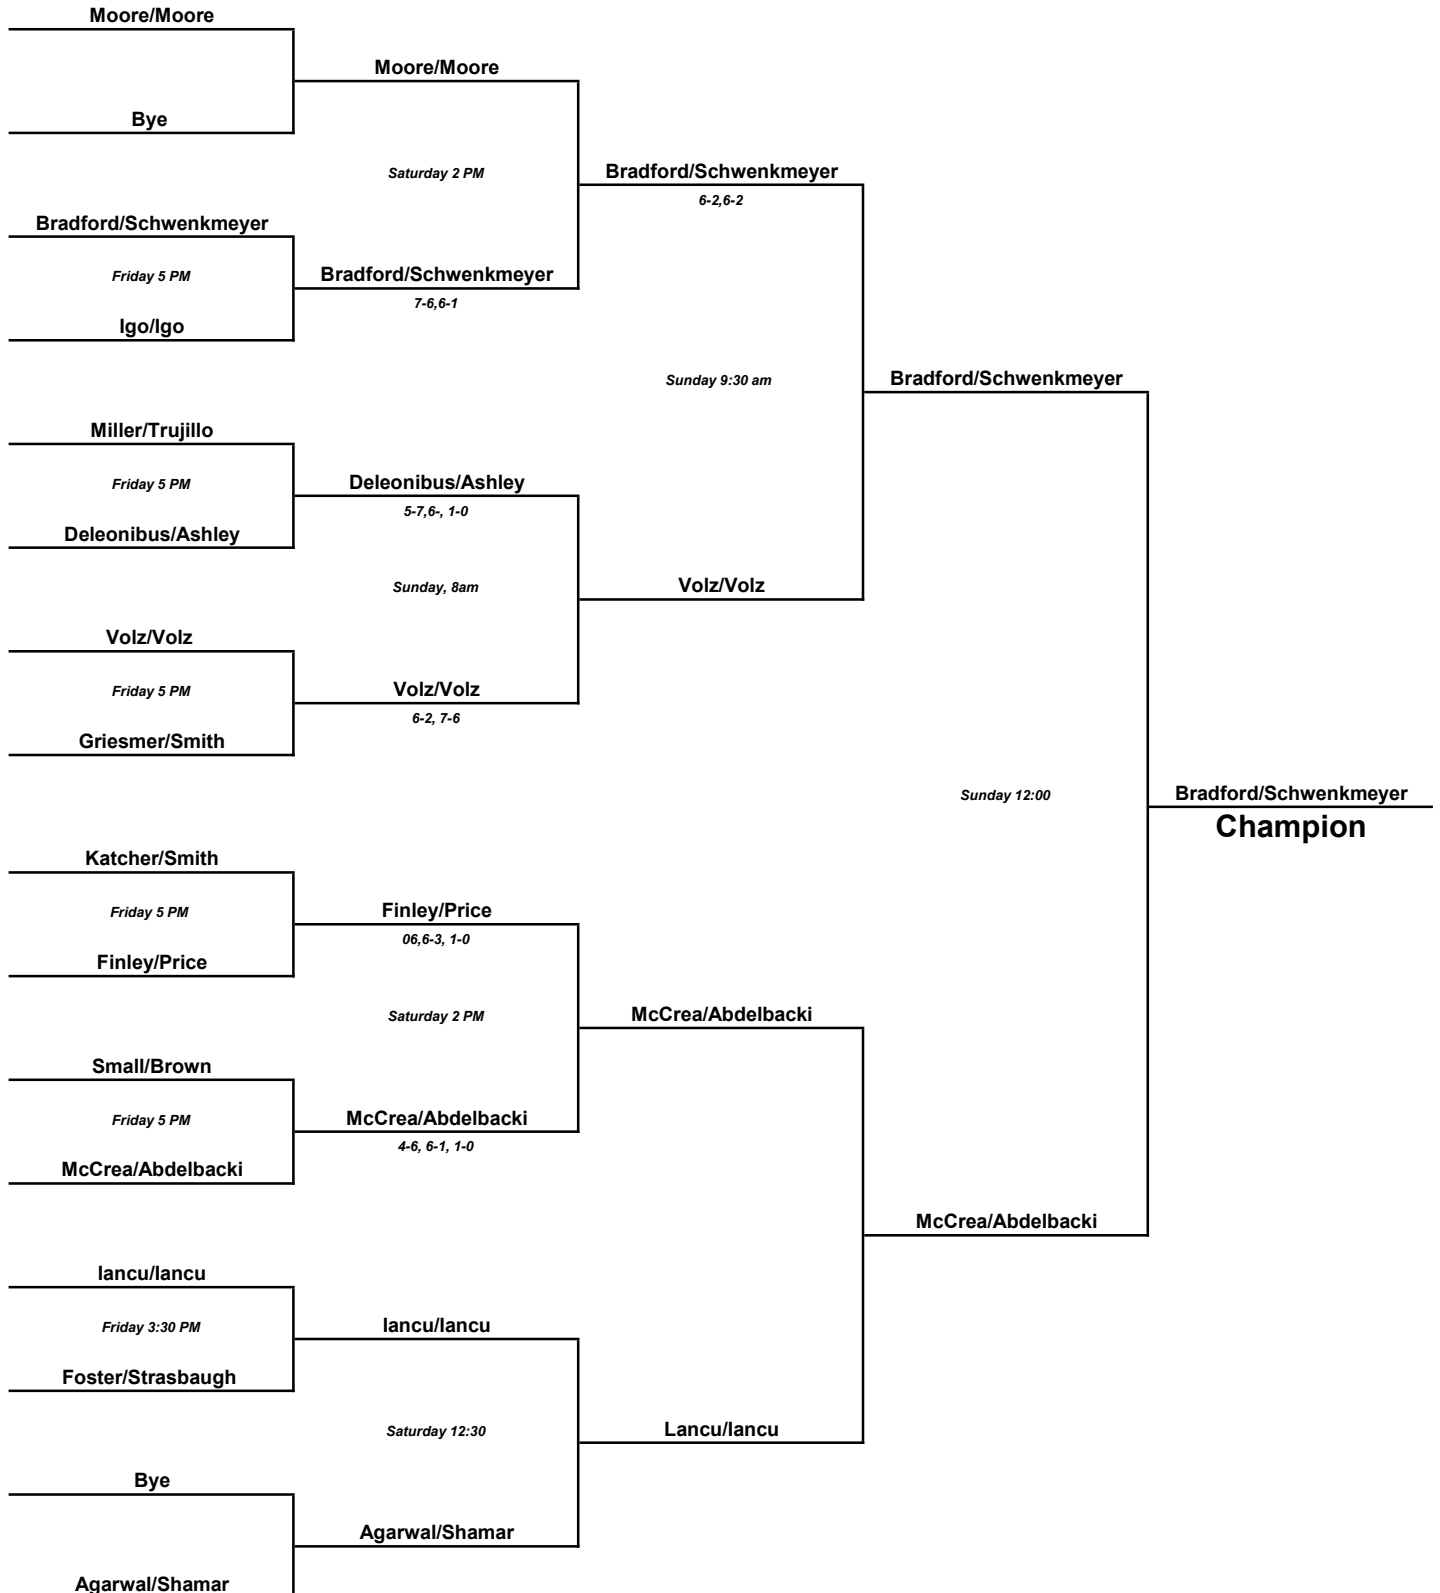 Moore/Moore
Moore/Moore
Bye
Saturday 2 PM
Bradford/Schwenkmeyer
6-2,6-2
Bradford/Schwenkmeyer
Friday 5 PM
Bradford/Schwenkmeyer
7-6,6-1
Igo/Igo
Sunday 9:30 am
Bradford/Schwenkmeyer
Miller/Trujillo
Friday 5 PM
Deleonibus/Ashley
5-7,6-, 1-0
Deleonibus/Ashley
Sunday, 8am
Volz/Volz
Volz/Volz
Friday 5 PM
Volz/Volz
6-2, 7-6
Griesmer/Smith
Sunday 12:00
Bradford/Schwenkmeyer
Champion
Katcher/Smith
Friday 5 PM
Finley/Price
06,6-3, 1-0
Finley/Price
Saturday 2 PM
McCrea/Abdelbacki
Small/Brown
Friday 5 PM
McCrea/Abdelbacki
4-6, 6-1, 1-0
McCrea/Abdelbacki
McCrea/Abdelbacki
Iancu/Iancu
Friday 3:30 PM
Iancu/Iancu
Foster/Strasbaugh
Saturday 12:30
Lancu/Iancu
Bye
Agarwal/Shamar
Agarwal/Shamar